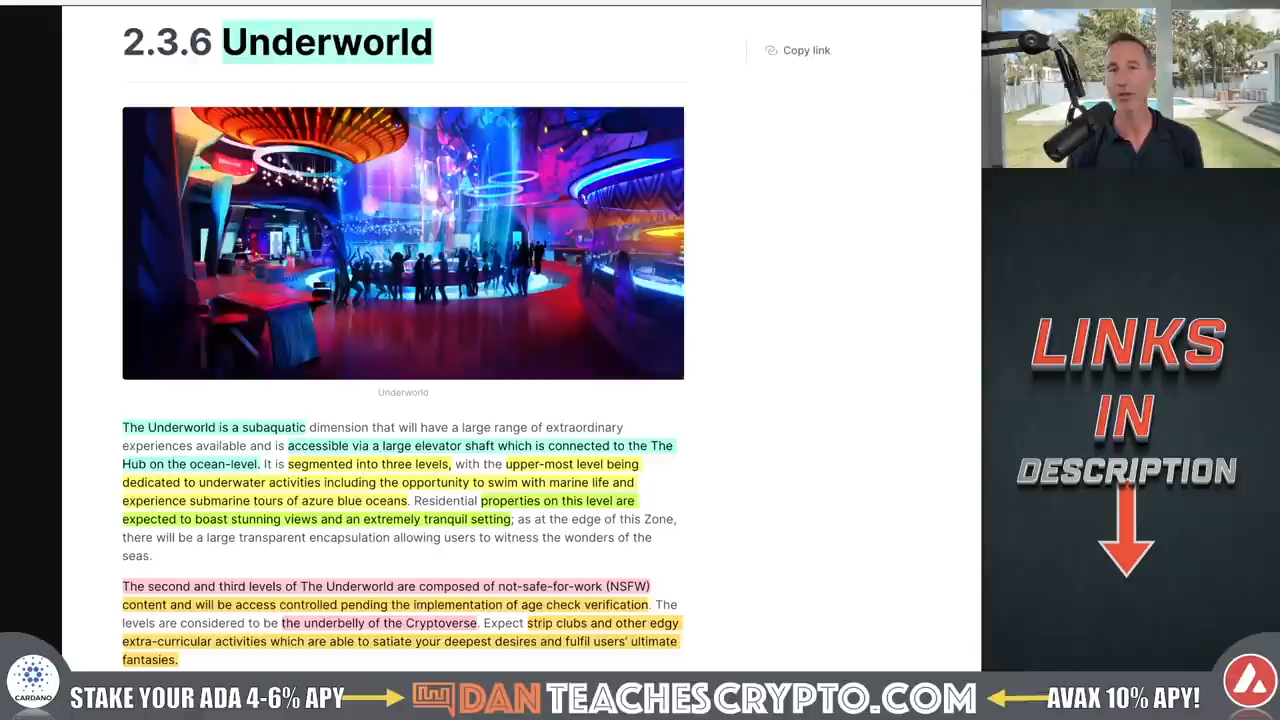 2.3.6 Underworld
Copy link
Underworld
The Underworld is a subaquatic dimension that will have a large range of extraordinary
experiences available and is accessible via a large elevator shaft which is connected to the The
Hub on the ocean-level. It is segmented into three levels, with the upper-most level being
dedicated to underwater activities including the opportunity to swim with marine life and
experience submarine tours of azure blue oceans. Residential properties on this level are
expected to boast stunning views and an extremely tranquil setting; as at the edge of this Zone,
there will be a large transparent encapsulation allowing users to witness the wonders of the
seas.
The second and third levels of The Underworld are composed of not-safe-for-work (NSFW)
content and will be access controlled pending the implementation of age check verification. The
levels are considered to be the underbelly of the Cryptoverse. Expect strip clubs and other edgy
extra-curricular activities which are able to satiate your deepest desires and fulfil users’ ultimate
fantasies.
LINKS
IN
DESCRIPTION
CARDANO
STAKE YOUR ADA 4-6% APY
DANTEACHESCRYPTO.COM
AVAX 10% APY!